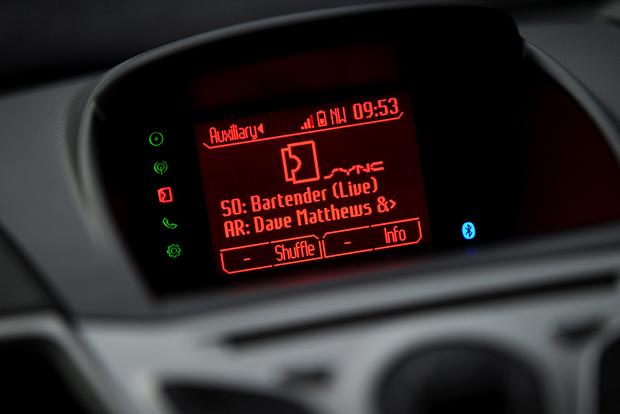 Auxiliary NW 09:53
SYNC
SO: Bartender (Live)
AR: Dave Matthews &>
- Shuffle - Info